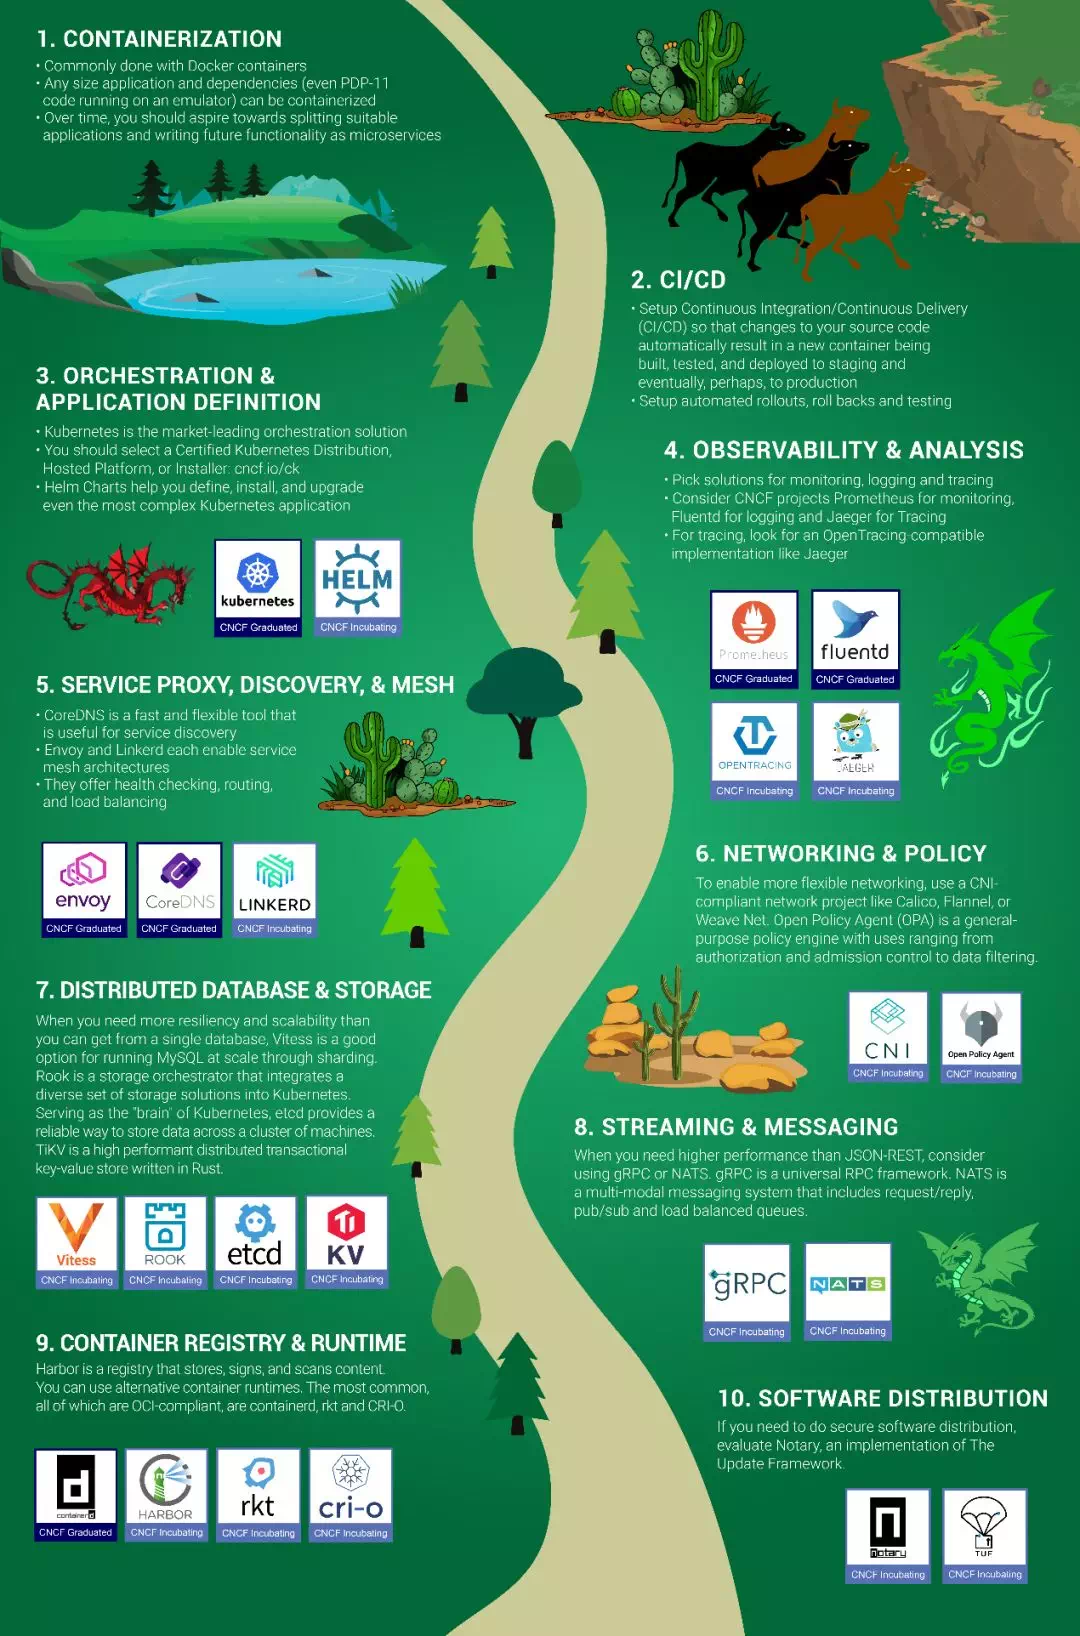 1. CONTAINERIZATION
• Commonly done with Docker containers
• Any size application and dependencies (even PDP-11
code running on an emulator) can be containerized
• Over time, you should aspire towards splitting suitable
applications and writing future functionality as microservices
2. CI/CD
• Setup Continuous Integration/Continuous Delivery
(CI/CD) so that changes to your source code
automatically result in a new container being
built, tested, and deployed to staging and
eventually, perhaps, to production
• Setup automated rollouts, roll backs and testing
3. ORCHESTRATION &
APPLICATION DEFINITION
• Kubernetes is the market-leading orchestration solution
• You should select a Certified Kubernetes Distribution,
Hosted Platform, or Installer: cncf.io/ck
• Helm Charts help you define, install, and upgrade
even the most complex Kubernetes application
kubernetes
CNCF Graduated
HELM
CNCF Incubating
4. OBSERVABILITY & ANALYSIS
• Pick solutions for monitoring, logging and tracing
• Consider CNCF projects Prometheus for monitoring,
Fluentd for logging and Jaeger for Tracing
• For tracing, look for an OpenTracing-compatible
implementation like Jaeger
Prometheus
CNCF Graduated
fluentd
CNCF Graduated
OPENTRACING
CNCF Incubating
JAEGER
CNCF Incubating
5. SERVICE PROXY, DISCOVERY, & MESH
• CoreDNS is a fast and flexible tool that
is useful for service discovery
• Envoy and Linkerd each enable service
mesh architectures
• They offer health checking, routing,
and load balancing
envoy
CNCF Graduated
CoreDNS
CNCF Graduated
LINKERD
CNCF Incubating
6. NETWORKING & POLICY
To enable more flexible networking, use a CNI-
compliant network project like Calico, Flannel, or
Weave Net. Open Policy Agent (OPA) is a general-
purpose policy engine with uses ranging from
authorization and admission control to data filtering.
CNI
CNCF Incubating
Open Policy Agent
CNCF Incubating
7. DISTRIBUTED DATABASE & STORAGE
When you need more resiliency and scalability than
you can get from a single database, Vitess is a good
option for running MySQL at scale through sharding.
Rook is a storage orchestrator that integrates a
diverse set of storage solutions into Kubernetes.
Serving as the "brain" of Kubernetes, etcd provides a
reliable way to store data across a cluster of machines.
TiKV is a high performant distributed transactional
key-value store written in Rust.
Vitess
CNCF Incubating
ROOK
CNCF Incubating
etcd
CNCF Incubating
TI
KV
CNCF Incubating
8. STREAMING & MESSAGING
When you need higher performance than JSON-REST, consider
using gRPC or NATS. gRPC is a universal RPC framework. NATS is
a multi-modal messaging system that includes request/reply,
pub/sub and load balanced queues.
gRPC
CNCF Incubating
NATS
CNCF Incubating
9. CONTAINER REGISTRY & RUNTIME
Harbor is a registry that stores, signs, and scans content.
You can use alternative container runtimes. The most common,
all of which are OCI-compliant, are containerd, rkt and CRI-O.
d
containerd
CNCF Graduated
HARBOR
CNCF Incubating
rkt
CNCF Incubating
cri-o
CNCF Incubating
10. SOFTWARE DISTRIBUTION
If you need to do secure software distribution,
evaluate Notary, an implementation of The
Update Framework.
n
notary
CNCF Incubating
TUF
CNCF Incubating